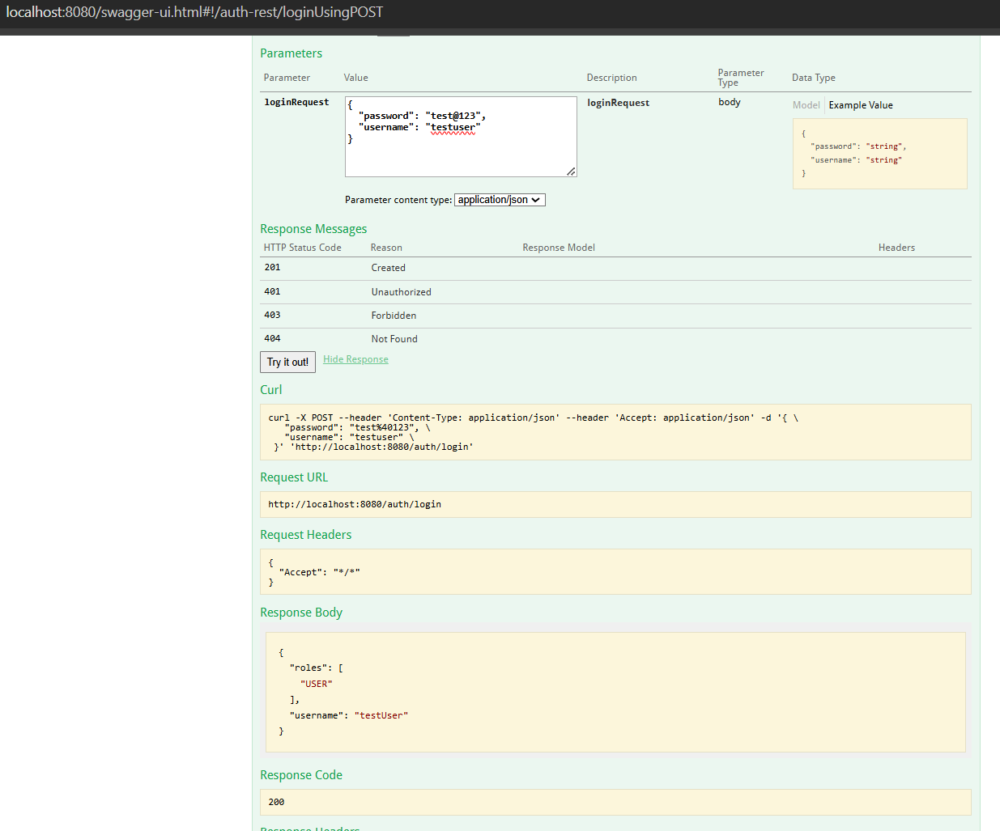 localhost:8080/swagger-ui.html#!/auth-rest/loginUsingPOST
Parameters
Parameter Value Description Parameter Type Data Type
loginRequest
{
"password": "test@123",
"username": "testuser"
}
loginRequest body Model Example Value
{
"password": "string",
"username": "string"
}
Parameter content type: application/json
Response Messages
HTTP Status Code Reason Response Model Headers
201 Created
401 Unauthorized
403 Forbidden
404 Not Found
Try it out! Hide Response
Curl
curl -X POST --header 'Content-Type: application/json' --header 'Accept: application/json' -d '{ \
"password": "test%40123", \
"username": "testuser" \
}' 'http://localhost:8080/auth/login'
Request URL
http://localhost:8080/auth/login
Request Headers
{
"Accept": "*/*"
}
Response Body
{
"roles": [
"USER"
],
"username": "testUser"
}
Response Code
200
Response Headers